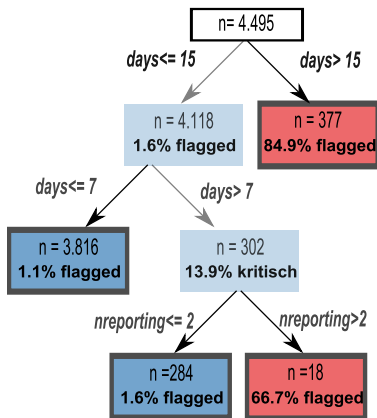 n= 4.495
days<= 15
days> 15
n = 4.118
1.6% flagged
n = 377
84.9% flagged
days<= 7
days> 7
n = 3.816
1.1% flagged
n = 302
13.9% kritisch
nreporting<= 2
nreporting>2
n =284
1.6% flagged
n =18
66.7% flagged